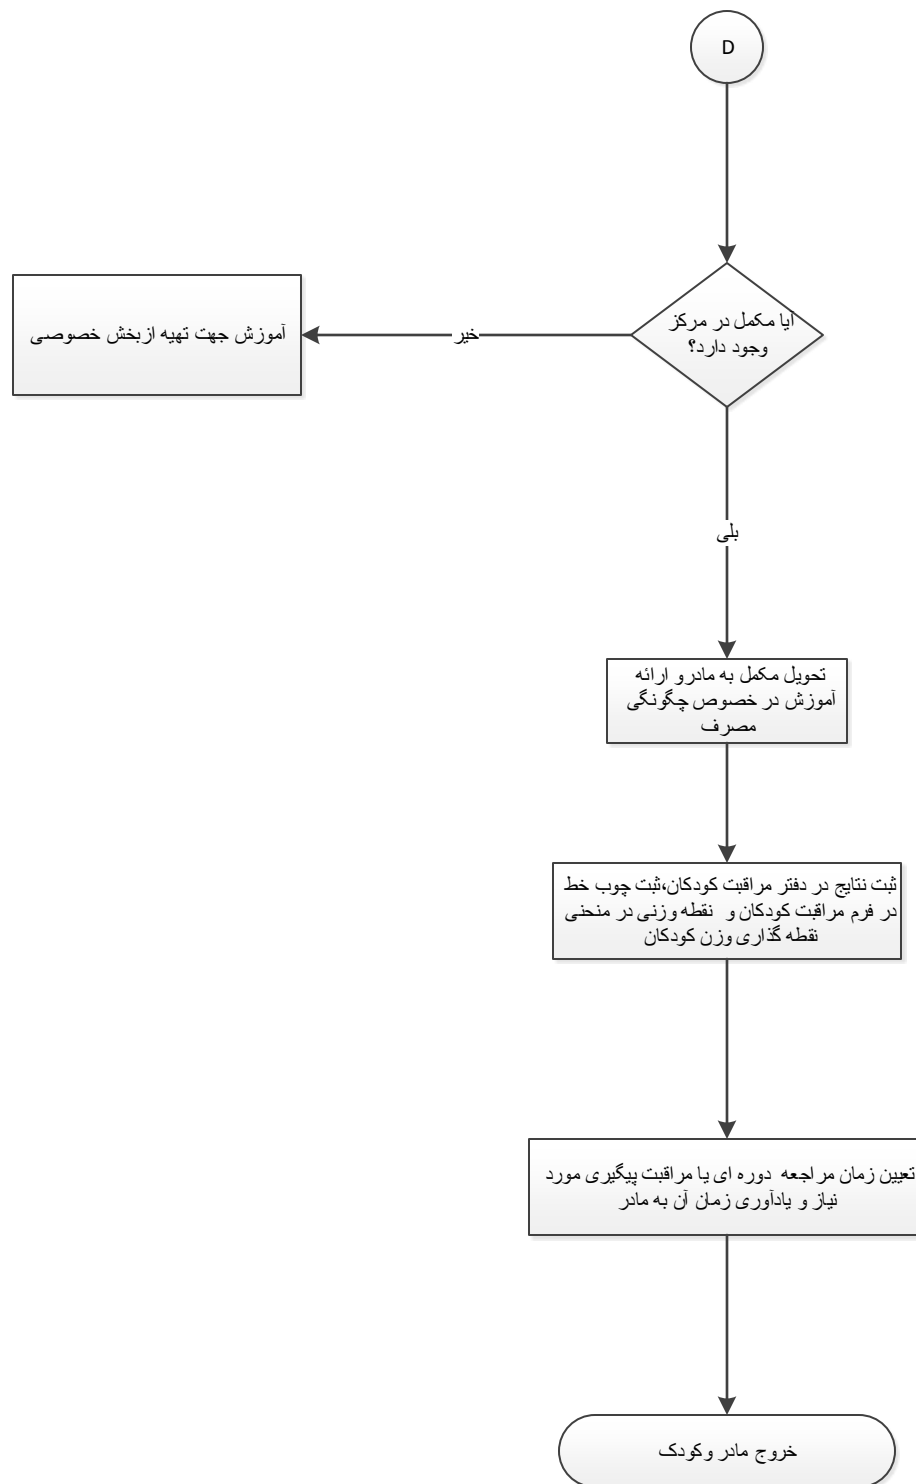 D
آیا مکمل در مرکز
وجود دارد؟
خیر
آموزش جهت تهیه ازبخش خصوصی
بلی
تحویل مکمل به مادرو ارائه
آموزش در خصوص چگونگی
مصرف
ثبت نتایج در دفتر مراقبت کودکان،ثبت چوب خط
در فرم مراقبت کودکان و نقطه وزنی در منحنی
نقطه گذاری وزن کودکان
تعیین زمان مراجعه دوره ای یا مراقبت پیگیری مورد
نیاز و یادآوری زمان آن به مادر
خروج مادر وکودک